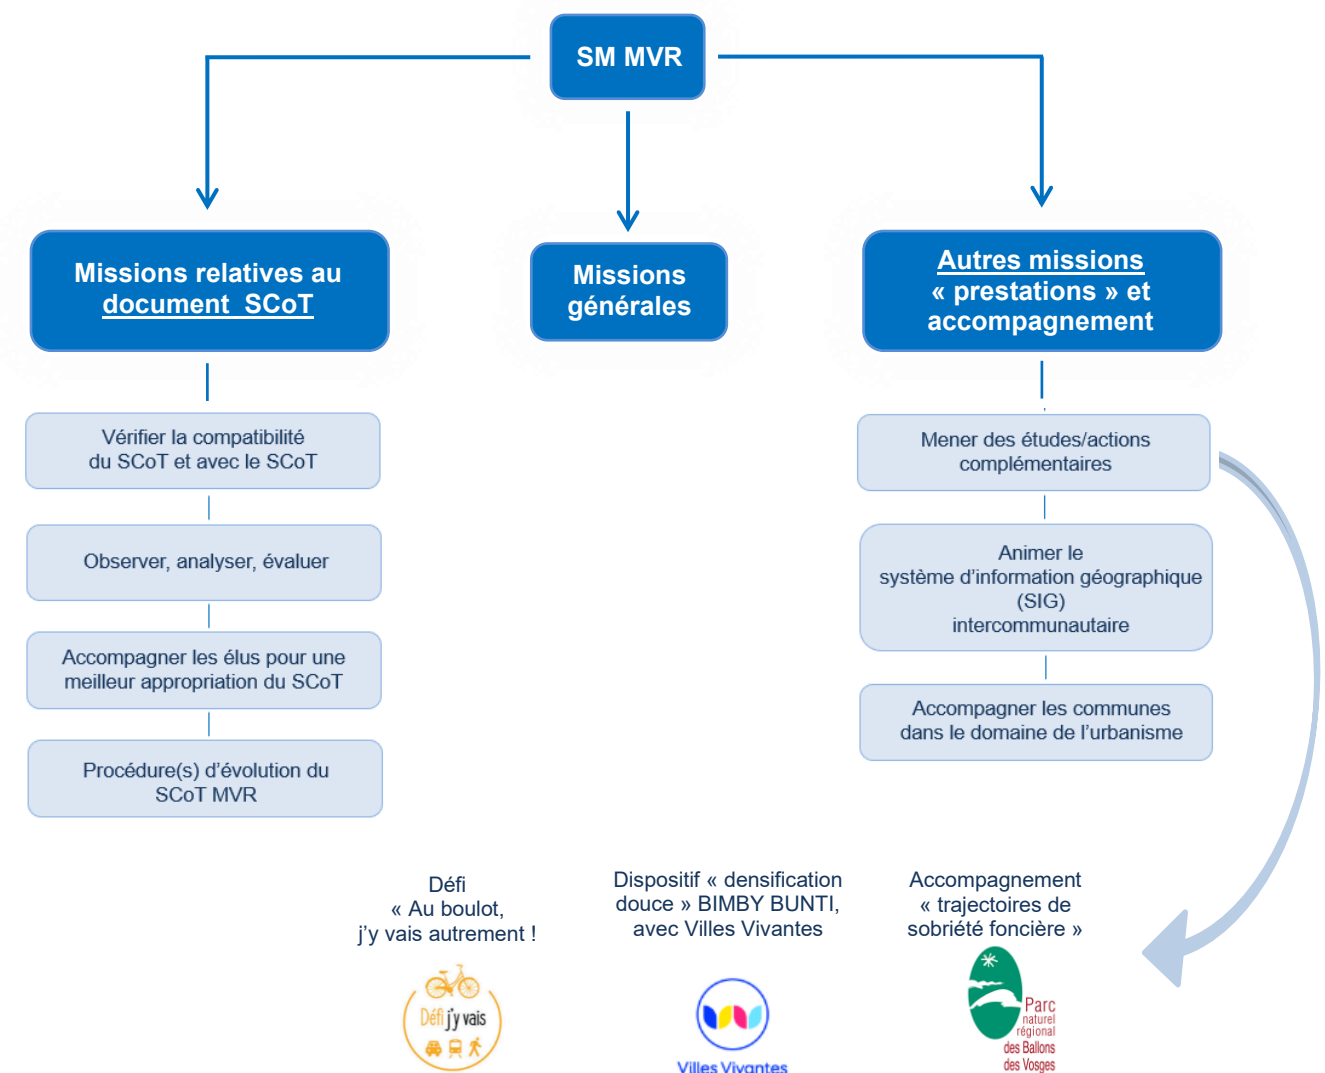 SM MVR
Missions relatives au
document SCoT
Missions
générales
Autres missions
« prestations » et
accompagnement
Vérifier la compatibilité
du SCoT et avec le SCoT
Observer, analyser, évaluer
Accompagner les élus pour une
meilleur appropriation du SCoT
Procédure(s) d'évolution du
SCoT MVR
Mener des études/actions
complémentaires
Animer le
système d'information géographique
(SIG)
intercommunautaire
Accompagner les communes
dans le domaine de l'urbanisme
Défi
« Au boulot,
j'y vais autrement !
Défi j'y vais
Dispositif « densification
douce » BIMBY BUNTI,
avec Villes Vivantes
Villes Vivantes
Accompagnement
« trajectoires de
sobriété foncière »
Parc
naturel
régional
des Ballons
des Vosges